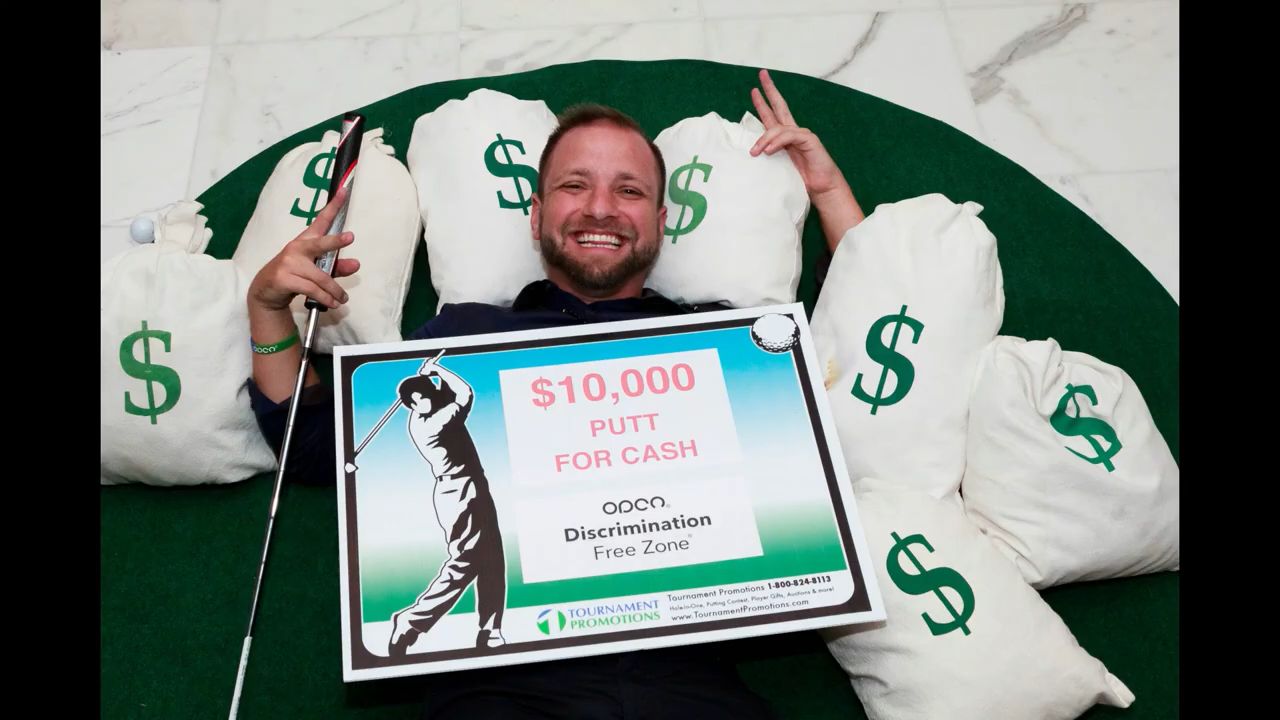 $
$
$
$
$
$
$
$
opco
$10,000
PUTT
FOR CASH
opco®
Discrimination
Free Zone®
TOURNAMENT
PROMOTIONS
Tournament Promotions 1-800-824-8113
Hole-in-One, Putting Contest, Player Gifts, Auctions & more!
www.TournamentPromotions.com